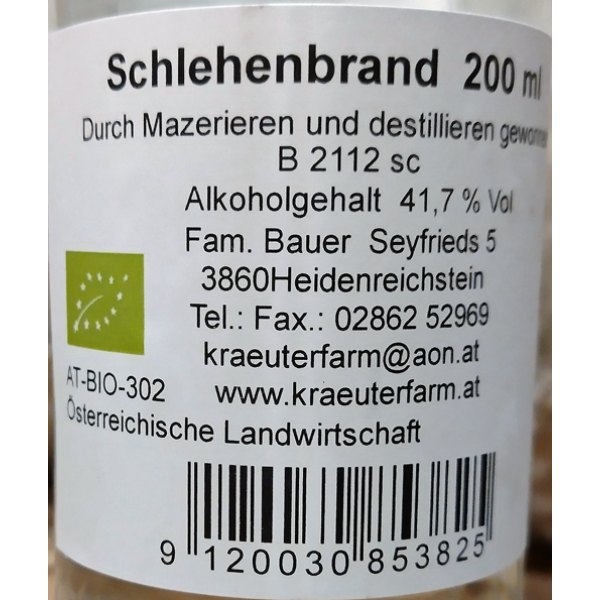 Schlehenbrand 200 ml
Durch Mazerieren und destillieren gewonnen
B 2112 sc
Alkoholgehalt 41,7 % Vol
Fam. Bauer Seyfrieds 5
3860Heidenreichstein
Tel.: Fax.: 02862 52969
kraeuterfarm@aon.at
AT-BIO-302 www.kraeuterfarm.at
Österreichische Landwirtschaft
9 120030 853825